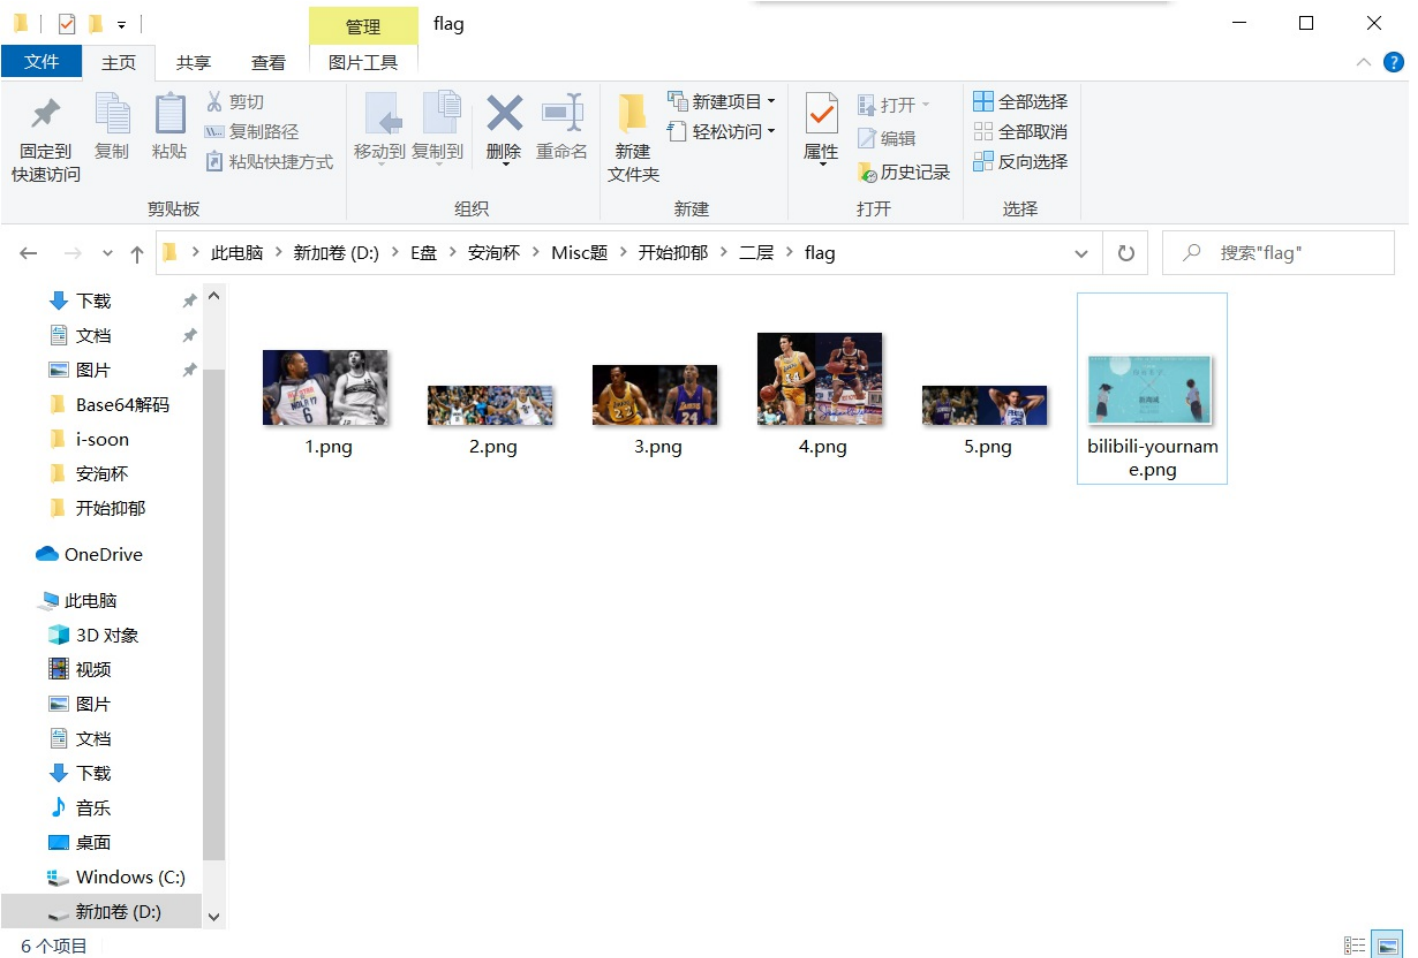 管理
flag
文件
主页
共享
查看
图片工具
固定到
快速访问
复制
粘贴
剪切
复制路径
粘贴快捷方式
剪贴板
移动到
复制到
删除
重命名
组织
新建
文件夹
新建项目
轻松访问
新建
属性
打开
编辑
历史记录
打开
全部选择
全部取消
反向选择
选择
此电脑 > 新加卷 (D:) > E盘 > 安洵杯 > Misc题 > 开始抑郁 > 二层 > flag
搜索"flag"
下载
文档
图片
Base64解码
i-soon
安洵杯
开始抑郁
OneDrive
此电脑
3D 对象
视频
图片
文档
下载
音乐
桌面
Windows (C:)
新加卷 (D:)
1.png
2.png
3.png
4.png
5.png
bilibili-yournam
e.png
6 个项目